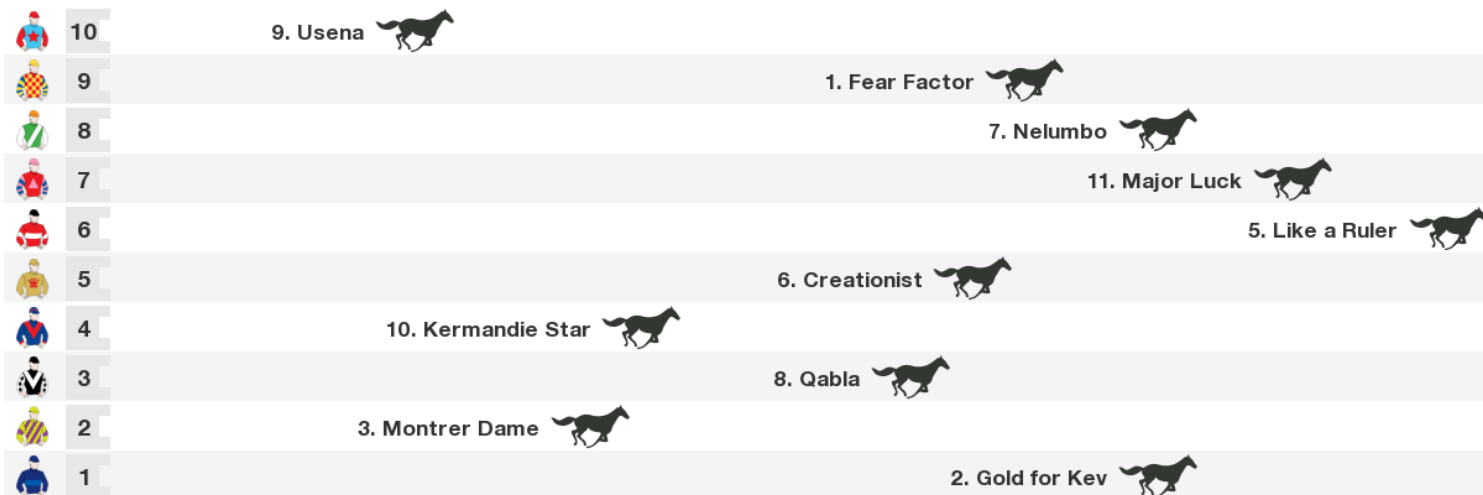 10 9. Usena
9 1. Fear Factor
8 7. Nelumbo
7 11. Major Luck
6 5. Like a Ruler
5 6. Creationist
4 10. Kermandie Star
3 8. Qabla
2 3. Montrer Dame
1 2. Gold for Kev